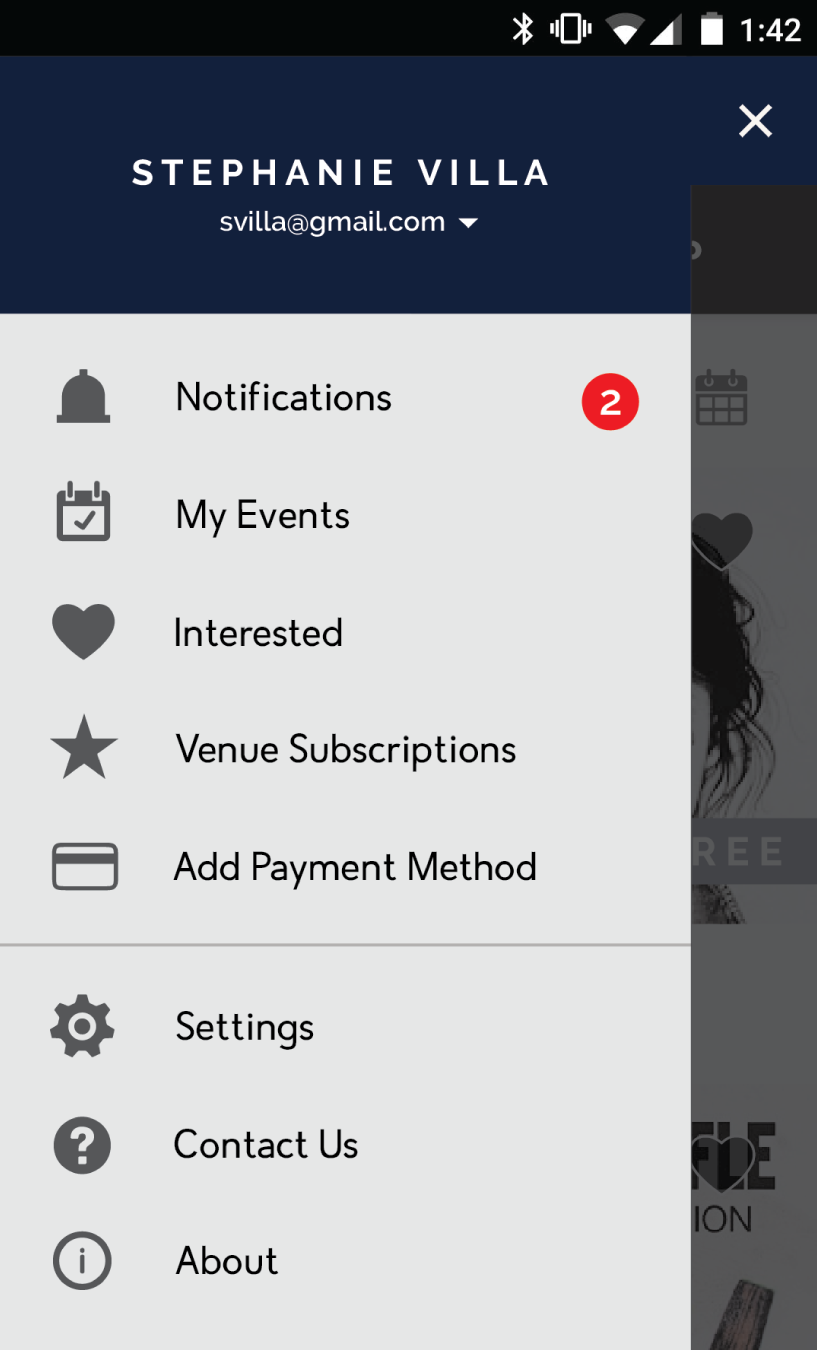 1:42
STEPHANIE VILLA
svilla@gmail.com
Notifications
2
My Events
Interested
Venue Subscriptions
Add Payment Method
REE
Settings
Contact Us
FLE
ION
About